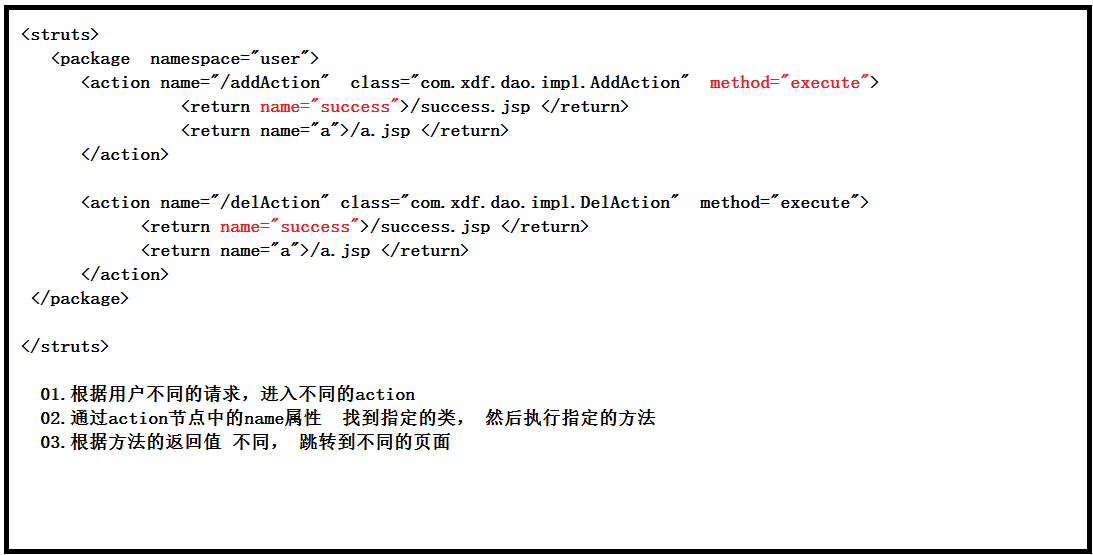 <struts>
<package  namespace="user">
<action name="/addAction"  class="com.xdf.dao.impl.AddAction"  method="execute">
<return name="success">/success.jsp </return>
<return name="a">/a.jsp </return>
</action>
<action name="/delAction" class="com.xdf.dao.impl.DelAction"  method="execute">
<return name="success">/success.jsp </return>
<return name="a">/a.jsp </return>
</action>
</package>
</struts>
01.根据用户不同的请求，进入不同的action
02.通过action节点中的name属性  找到指定的类， 然后执行指定的方法
03.根据方法的返回值 不同， 跳转到不同的页面